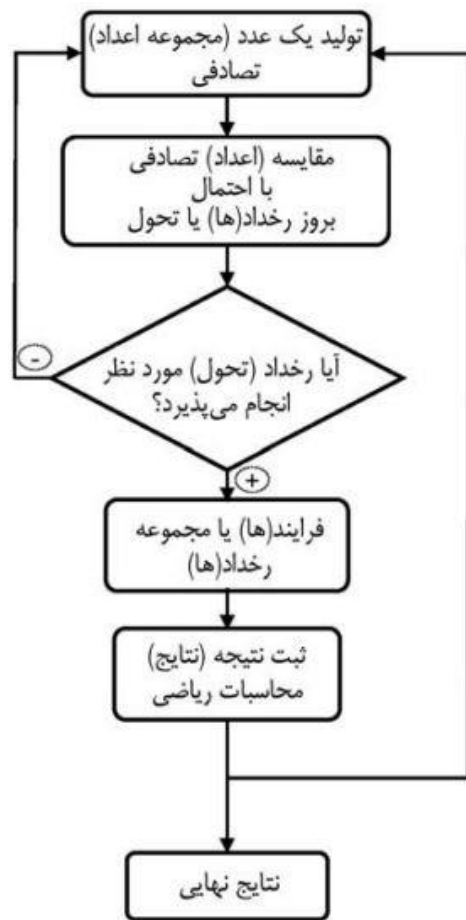 تولید یک عدد (مجموعه اعداد)
تصادفی
مقایسه (اعداد) تصادفی
با احتمال
بروز رخداد(ها) یا تحول
آیا رخداد (تحول) مورد نظر
انجام می‌پذیرد؟
-
+
فرایند(ها) یا مجموعه
رخداد(ها)
ثبت نتیجه (نتایج)
محاسبات ریاضی
نتایج نهایی